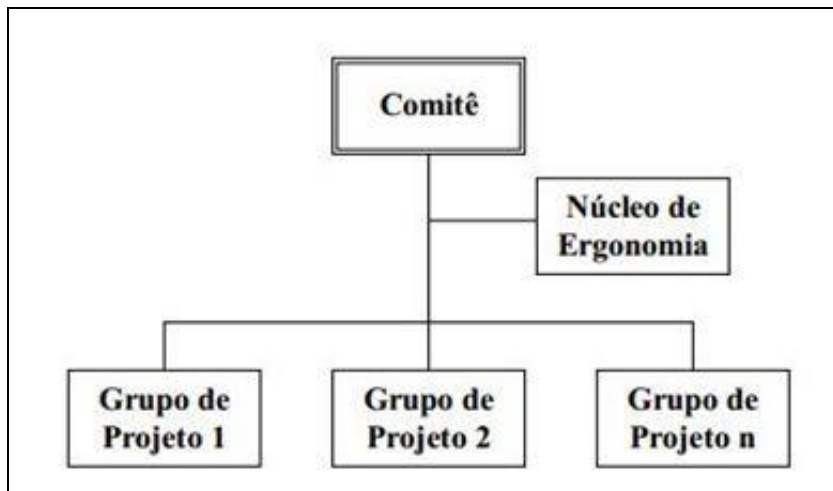 Comitê
Núcleo de
Ergonomia
Grupo de
Projeto 1
Grupo de
Projeto 2
Grupo de
Projeto n